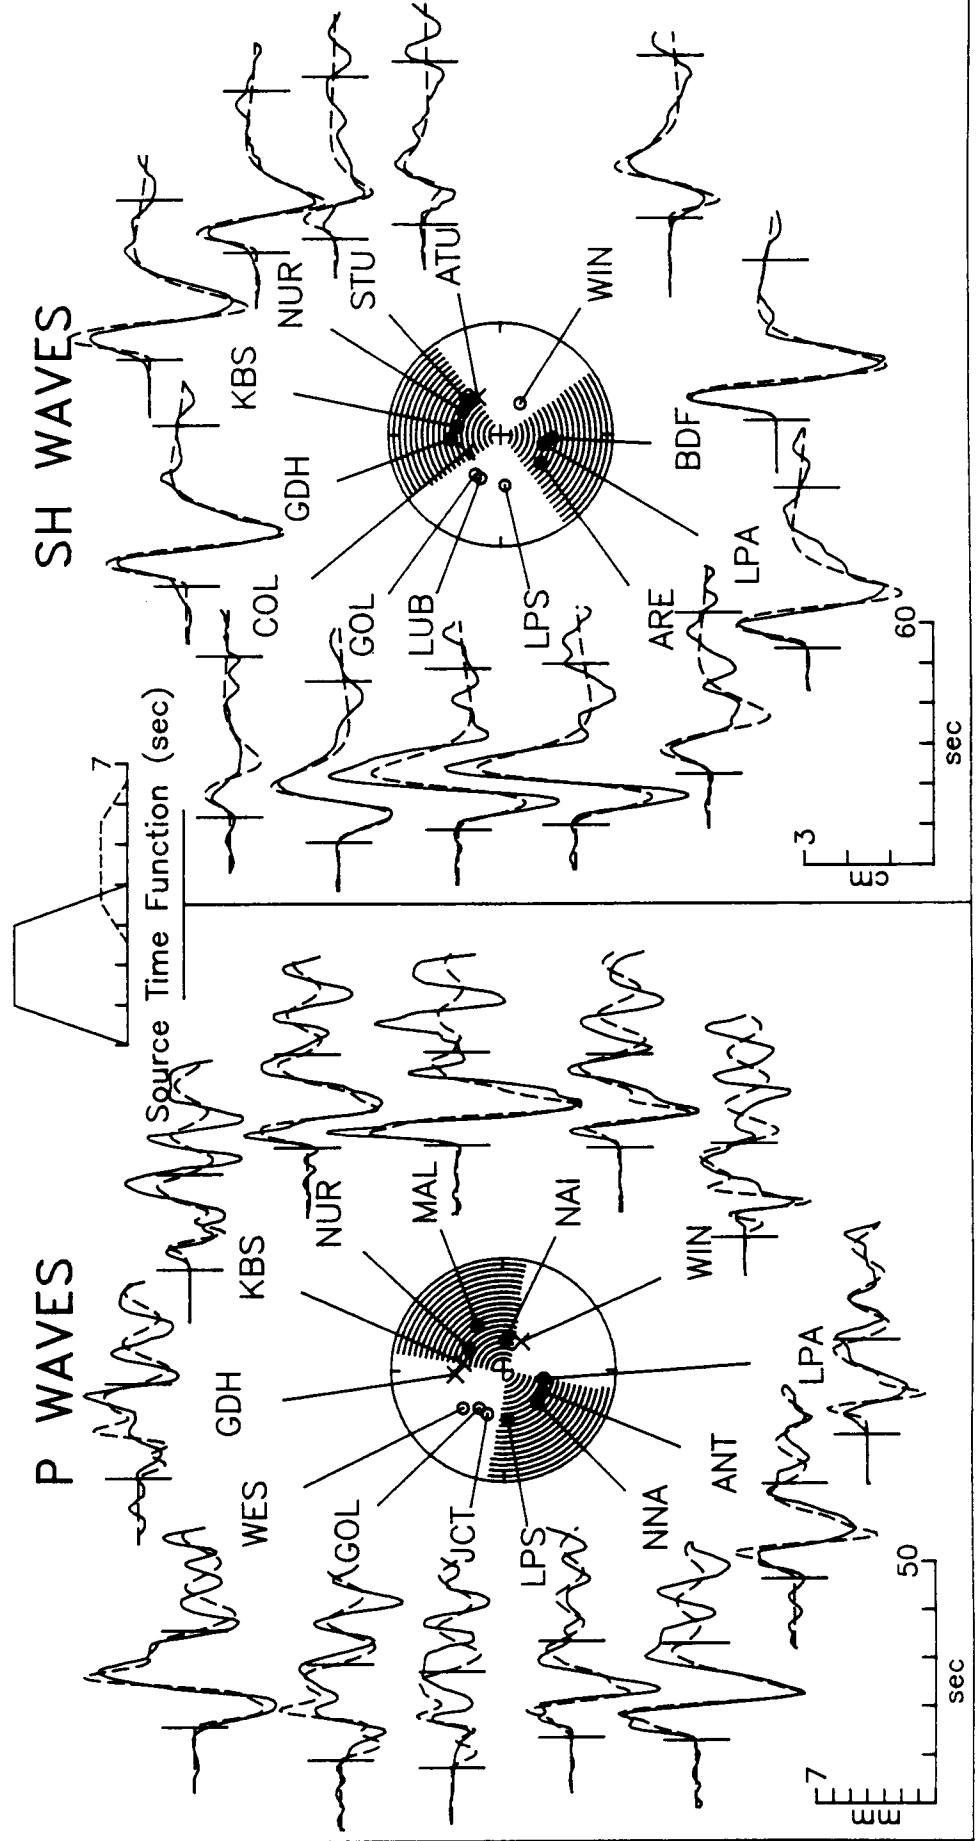 P WAVES
SH WAVES
7
Source Time Function (sec)
WES
GDH
KBS
NUR
MAL
NAI
WIN
GOL
JCT
LPS
NNA
ANT
LPA
7
mm
50
sec
COL
GDH
KBS
NUR
STU
ATU
WIN
GOL
LUB
LPS
ARE
LPA
BDF
3
cm
60
sec